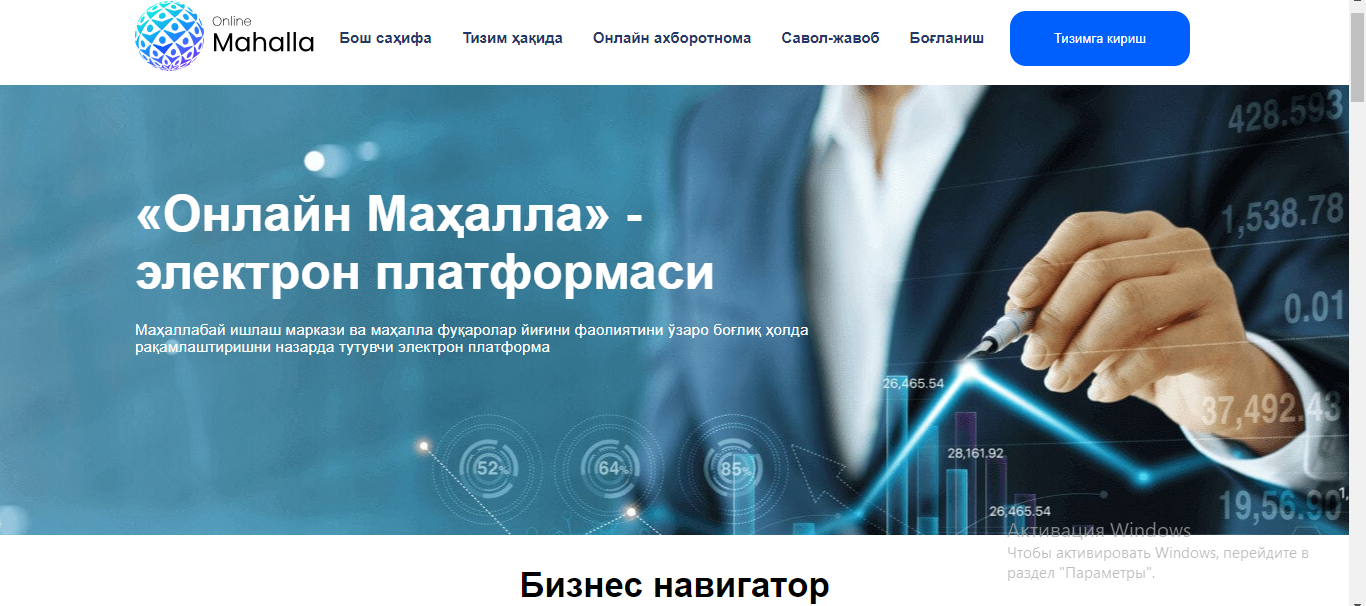 Online
Mahalla
Бош саҳифа
Тизим ҳақида
Онлайн ахборотнома
Савол-жавоб
Боғланиш
Тизимга кириш
428.593
«Онлайн Маҳалла» -
электрон платформаси
1,538.78
0.01
Маҳаллабай ишлаш маркази ва маҳалла фуқаролар йиғини фаолиятини ўзаро боғлиқ ҳолда
рақамлаштиришни назарда тутувчи электрон платформа
26,465.54
37,492.43
28,161.92
52%
64%
85%
26,465.54
19,56.90
Активация Windows
Чтобы активировать Windows, перейдите в
раздел "Параметры".
Бизнес навигатор